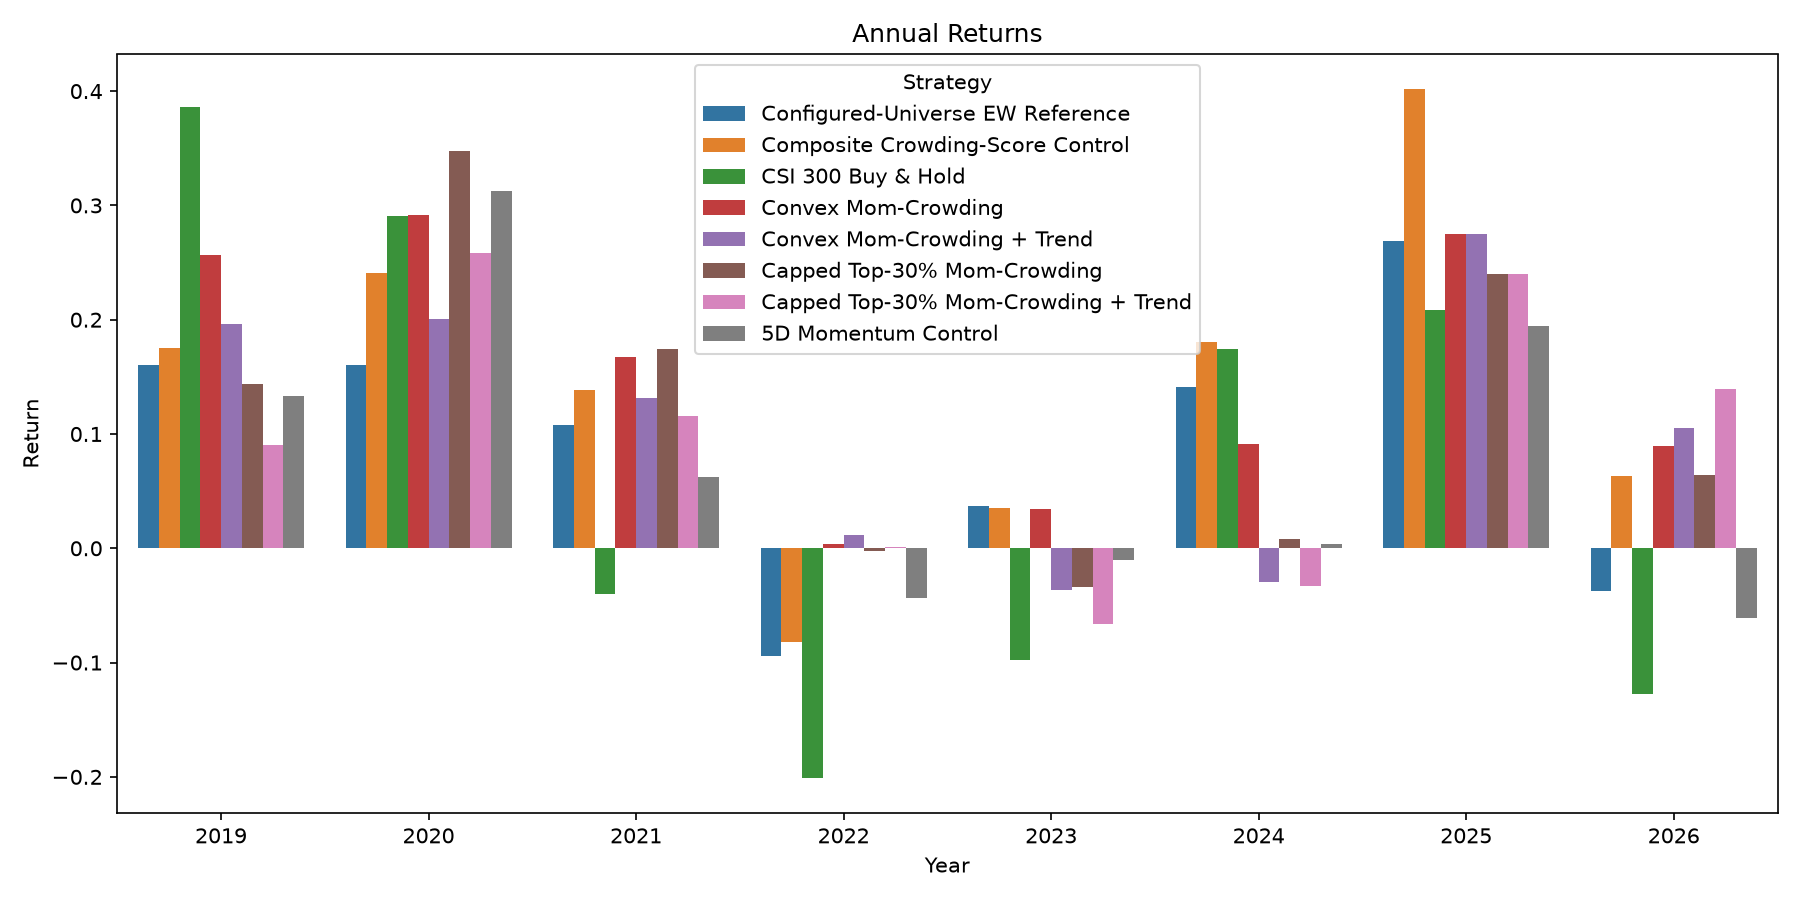 Annual Returns
Strategy
Configured-Universe EW Reference
Composite Crowding-Score Control
CSI 300 Buy & Hold
Convex Mom-Crowding
Convex Mom-Crowding + Trend
Capped Top-30% Mom-Crowding
Capped Top-30% Mom-Crowding + Trend
5D Momentum Control
Return
0.4
0.3
0.2
0.1
0.0
−0.1
−0.2
2019 2020 2021 2022 2023 2024 2025 2026
Year